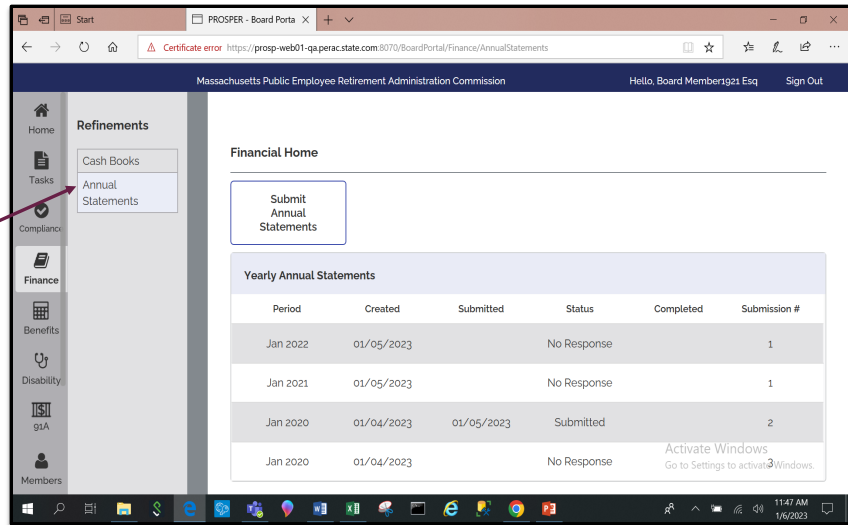 Start
PROSPER - Board Porta
Certificate error https://prosp-web01-qa.perac.state.com:8070/BoardPortal/Finance/AnnualStatements
Massachusetts Public Employee Retirement Administration Commission Hello, Board Member1921 Esq Sign Out
Home
Tasks
Compliance
Finance
Benefits
Disability
91A
Members
Refinements
Cash Books
Annual
Statements
Financial Home
Submit
Annual
Statements
Yearly Annual Statements
Period Created Submitted Status Completed Submission #
Jan 2022 01/05/2023 No Response 1
Jan 2021 01/05/2023 No Response 1
Jan 2020 01/04/2023 01/05/2023 Submitted 2
Jan 2020 01/04/2023 No Response 3
Activate Windows
Go to Settings to activate Windows.
11:47 AM
1/6/2023